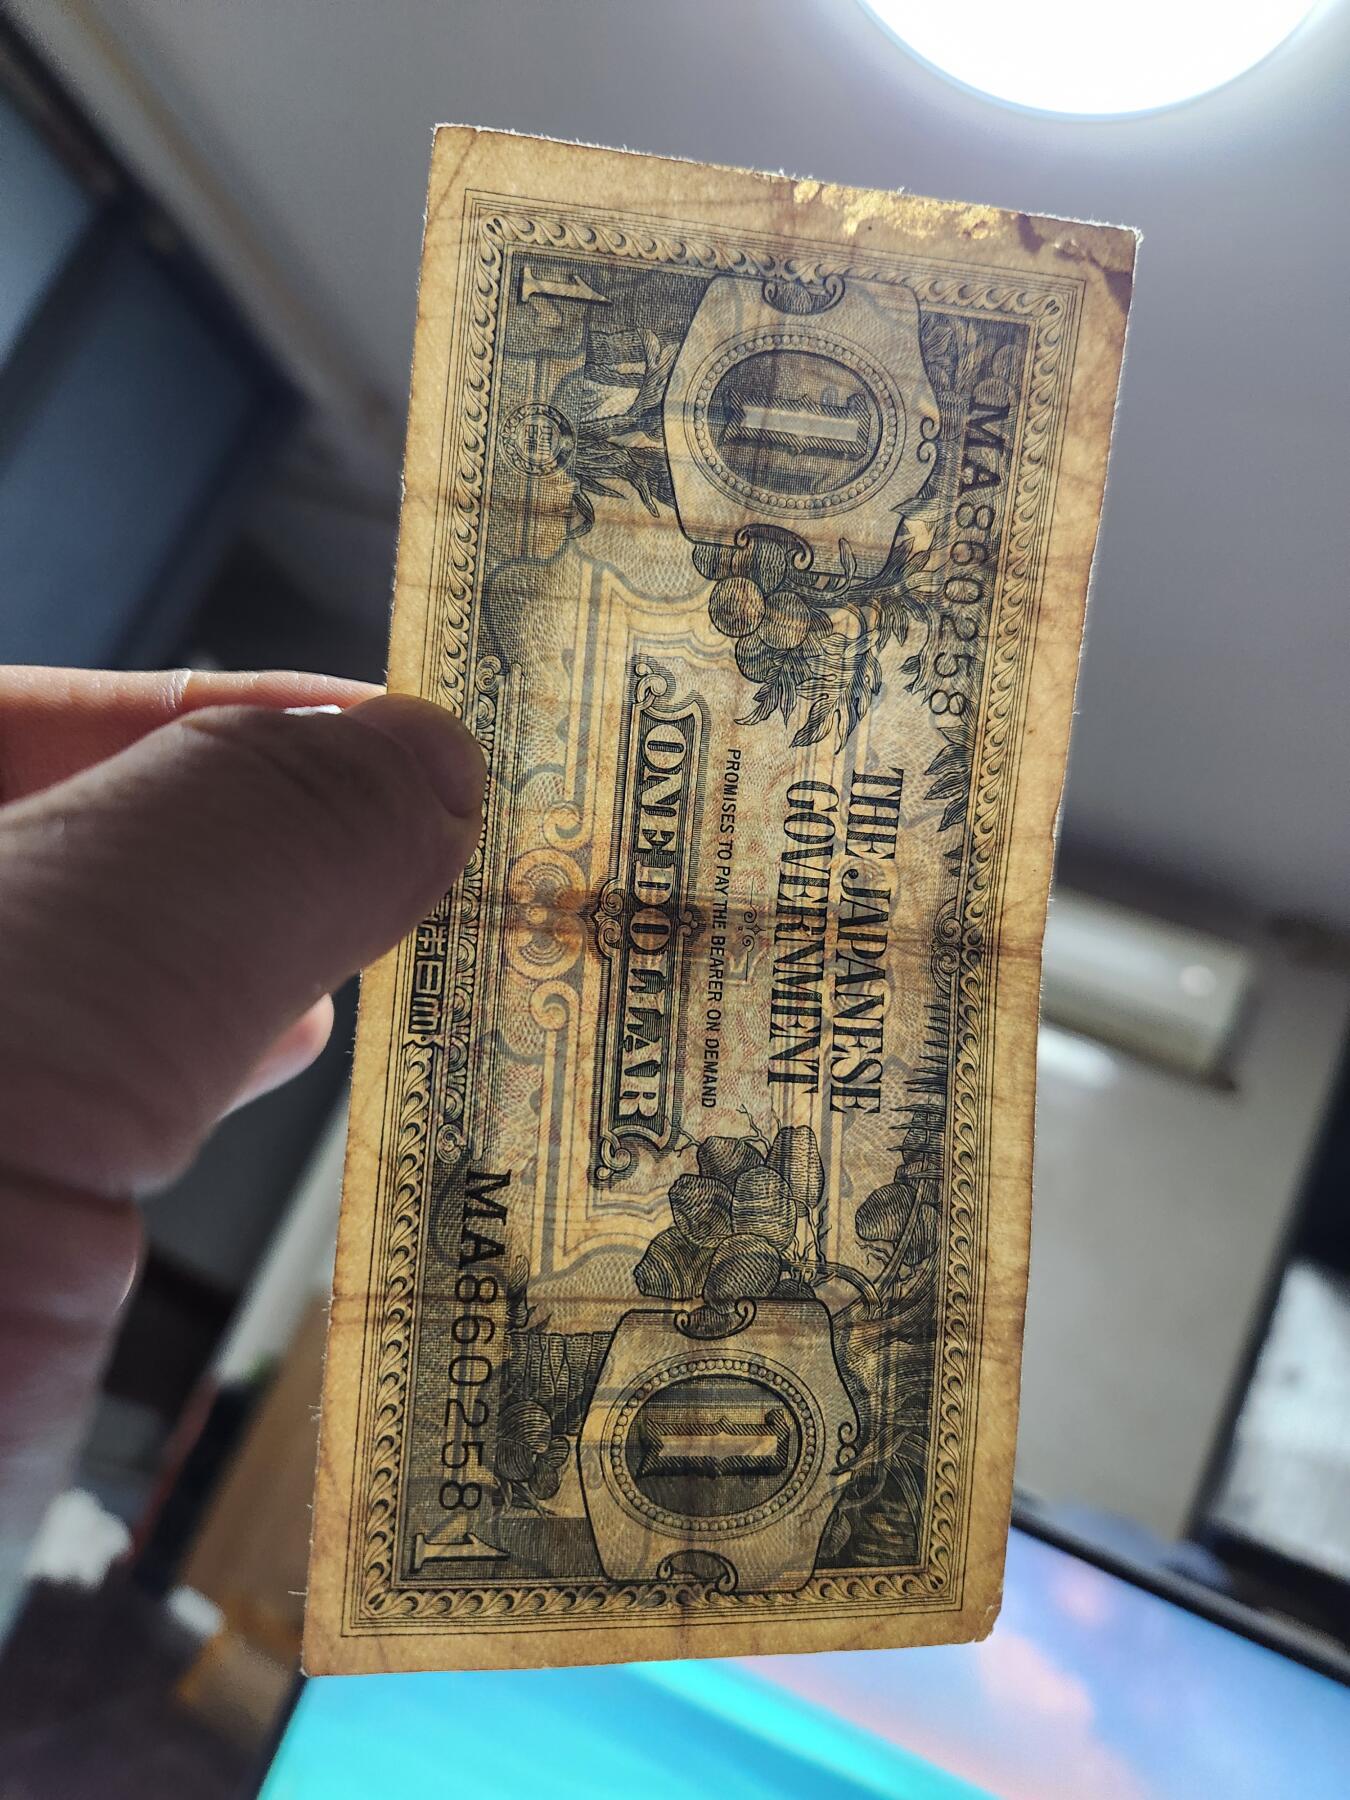 MA860258
THE JAPANESE
GOVERNMENT
PROMISES TO PAY THE BEARER ON DEMAND
1 ONE DOLLAR 1
1 MA860258 1